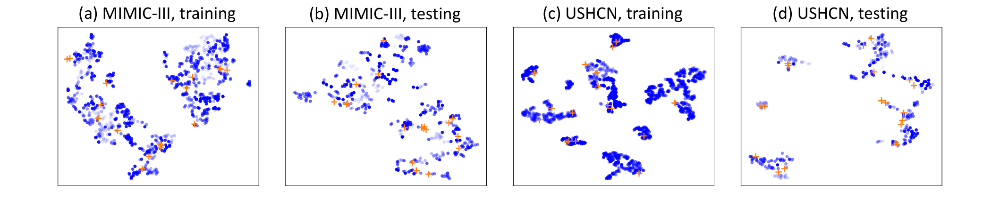 (a) MIMIC-III, training
(b) MIMIC-III, testing
(c) USHCN, training
(d) USHCN, testing